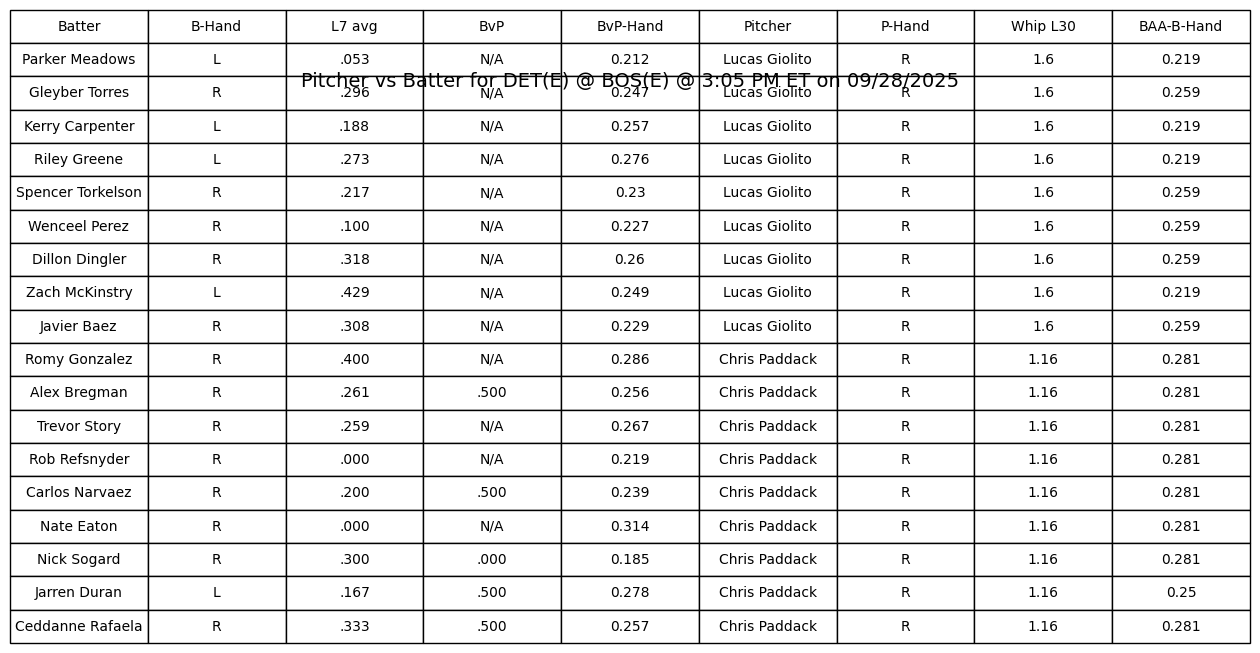 Batter B-Hand L7 avg BvP BvP-Hand Pitcher P-Hand Whip L30 BAA-B-Hand
Parker Meadows L .053 N/A 0.212 Lucas Giolito R 1.6 0.219
Pitcher vs Batter for DET(E) @ BOS(E) @ 3:05 PM ET on 09/28/2025
Gleyber Torres R .296 N/A 0.247 Lucas Giolito R 1.6 0.259
Kerry Carpenter L .188 N/A 0.257 Lucas Giolito R 1.6 0.219
Riley Greene L .273 N/A 0.276 Lucas Giolito R 1.6 0.219
Spencer Torkelson R .217 N/A 0.23 Lucas Giolito R 1.6 0.259
Wenceel Perez R .100 N/A 0.227 Lucas Giolito R 1.6 0.259
Dillon Dingler R .318 N/A 0.26 Lucas Giolito R 1.6 0.259
Zach McKinstry L .429 N/A 0.249 Lucas Giolito R 1.6 0.219
Javier Baez R .308 N/A 0.229 Lucas Giolito R 1.6 0.259
Romy Gonzalez R .400 N/A 0.286 Chris Paddack R 1.16 0.281
Alex Bregman R .261 .500 0.256 Chris Paddack R 1.16 0.281
Trevor Story R .259 N/A 0.267 Chris Paddack R 1.16 0.281
Rob Refsnyder R .000 N/A 0.219 Chris Paddack R 1.16 0.281
Carlos Narvaez R .200 .500 0.239 Chris Paddack R 1.16 0.281
Nate Eaton R .000 N/A 0.314 Chris Paddack R 1.16 0.281
Nick Sogard R .300 .000 0.185 Chris Paddack R 1.16 0.281
Jarren Duran L .167 .500 0.278 Chris Paddack R 1.16 0.25
Ceddanne Rafaela R .333 .500 0.257 Chris Paddack R 1.16 0.281